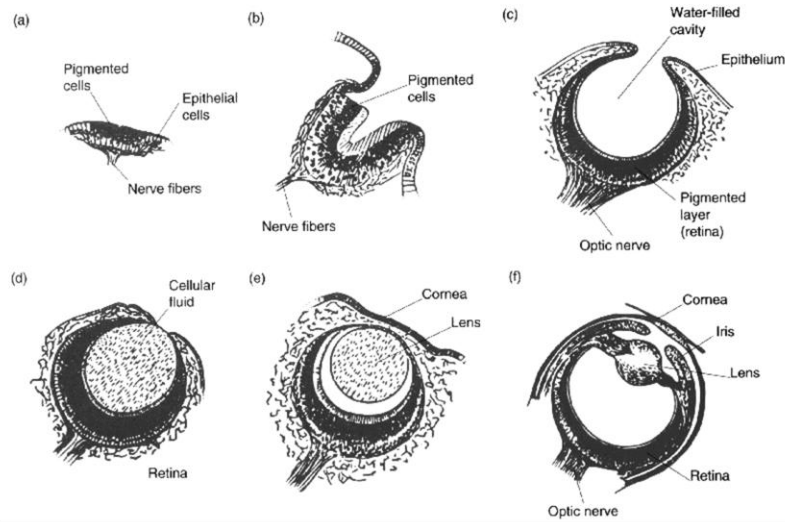 (a)
Pigmented
cells
Epithelial
cells
Nerve fibers
(b)
Pigmented
cells
Nerve fibers
(c)
Water-filled
cavity
Epithelium
Pigmented
layer
(retina)
Optic nerve
(d)
Cellular
fluid
Retina
(e)
Cornea
Lens
(f)
Cornea
Iris
Lens
Retina
Optic nerve